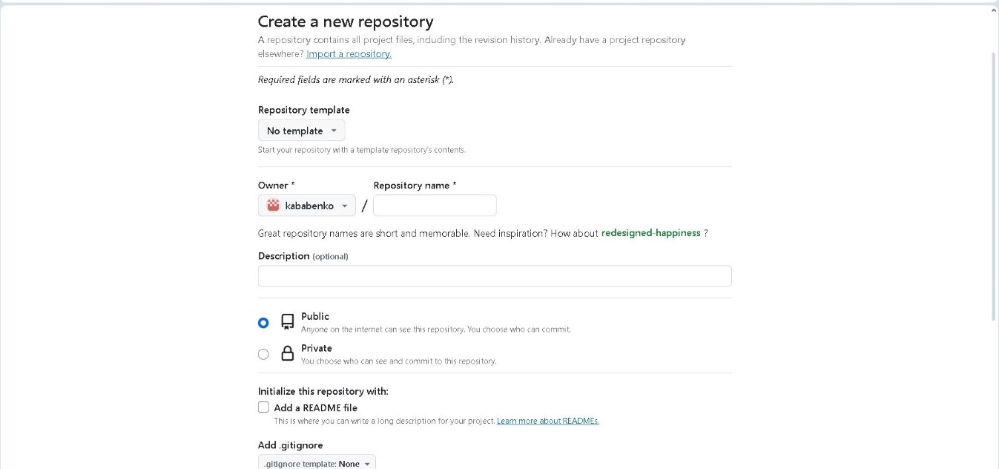 Create a new repository
A repository contains all project files, including the revision history. Already have a project repository
elsewhere? Import a repository.
Required fields are marked with an asterisk (*).
Repository template
No template
Start your repository with a template repository's contents.
Owner * Repository name *
kababenko /
Great repository names are short and memorable. Need inspiration? How about redesigned-happiness ?
Description (optional)
Public
Anyone on the internet can see this repository. You choose who can commit.
Private
You choose who can see and commit to this repository.
Initialize this repository with:
Add a README file
This is where you can write a long description for your project. Learn more about READMEs.
Add .gitignore
.gitignore template: None